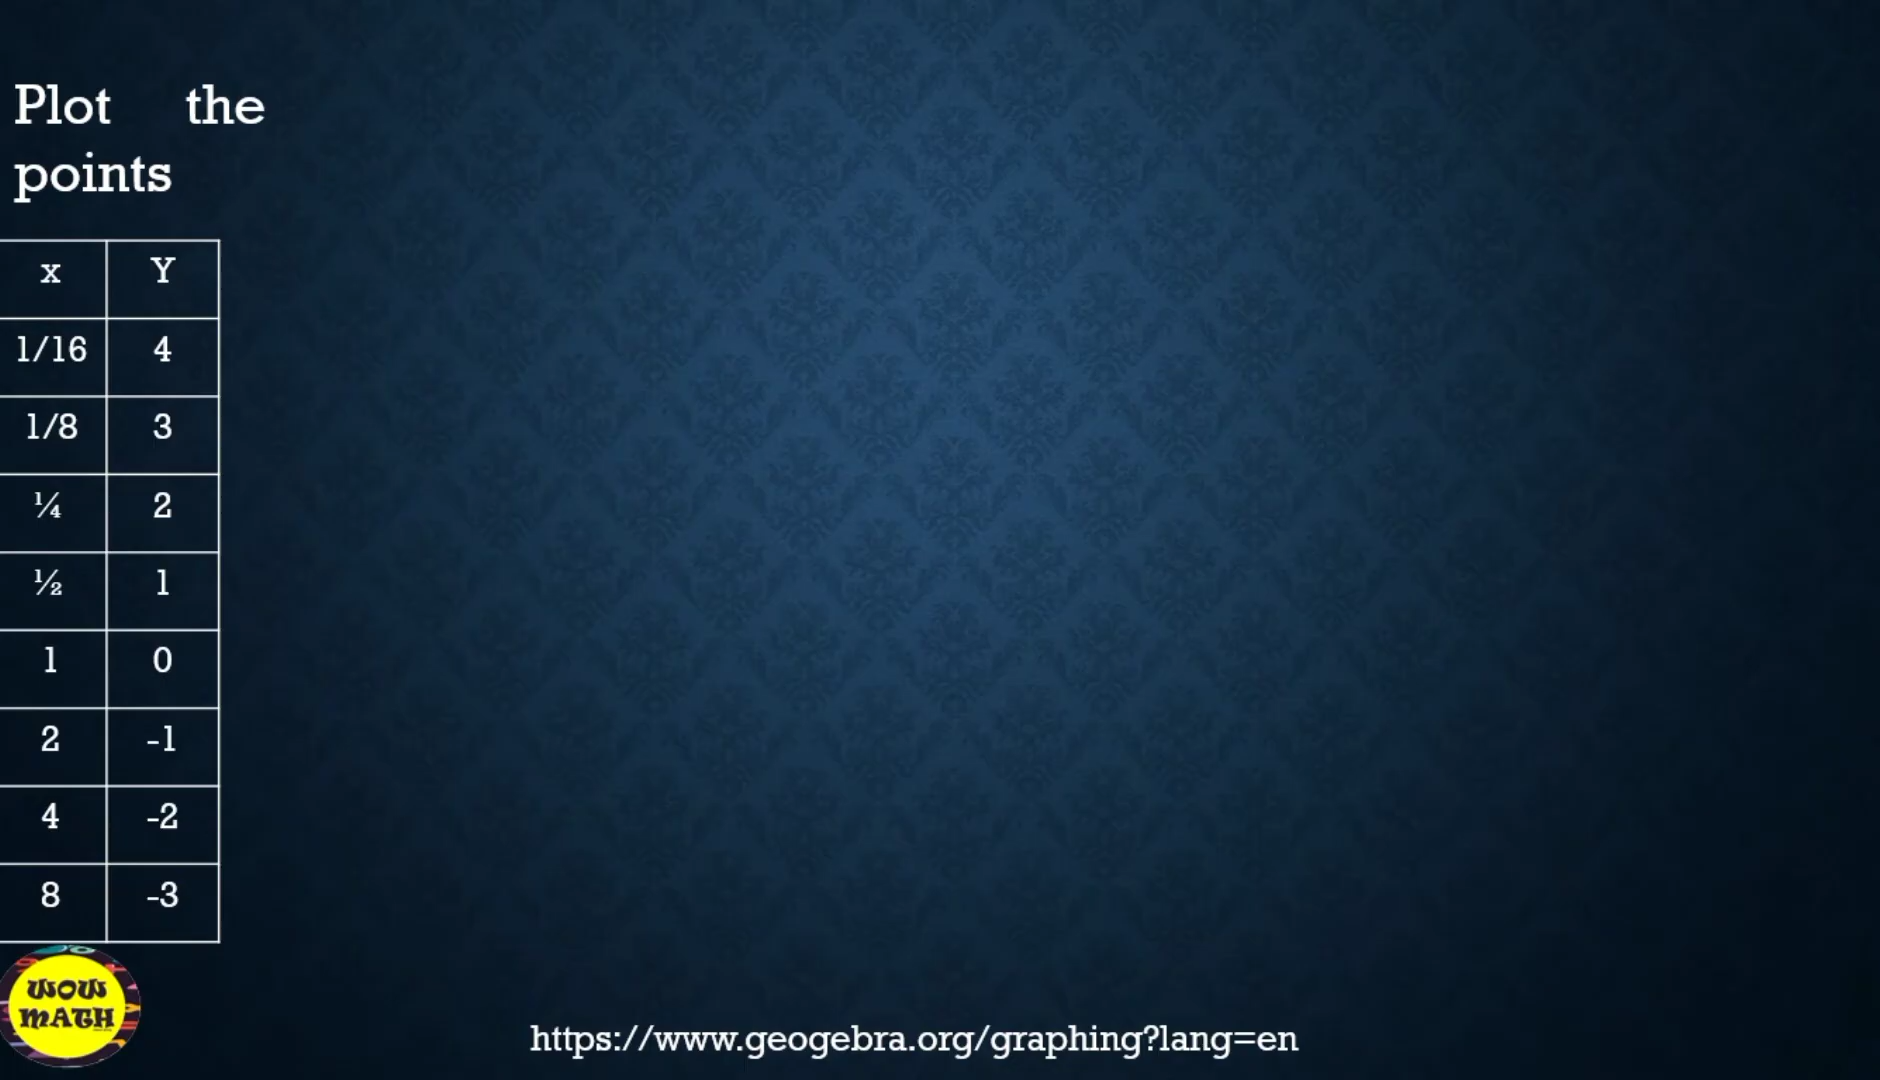 Plot the
points
x Y
1/16 4
1/8 3
¼ 2
½ 1
1 0
2 -1
4 -2
8 -3
WOW
MATH
https://www.geogebra.org/graphing?lang=en